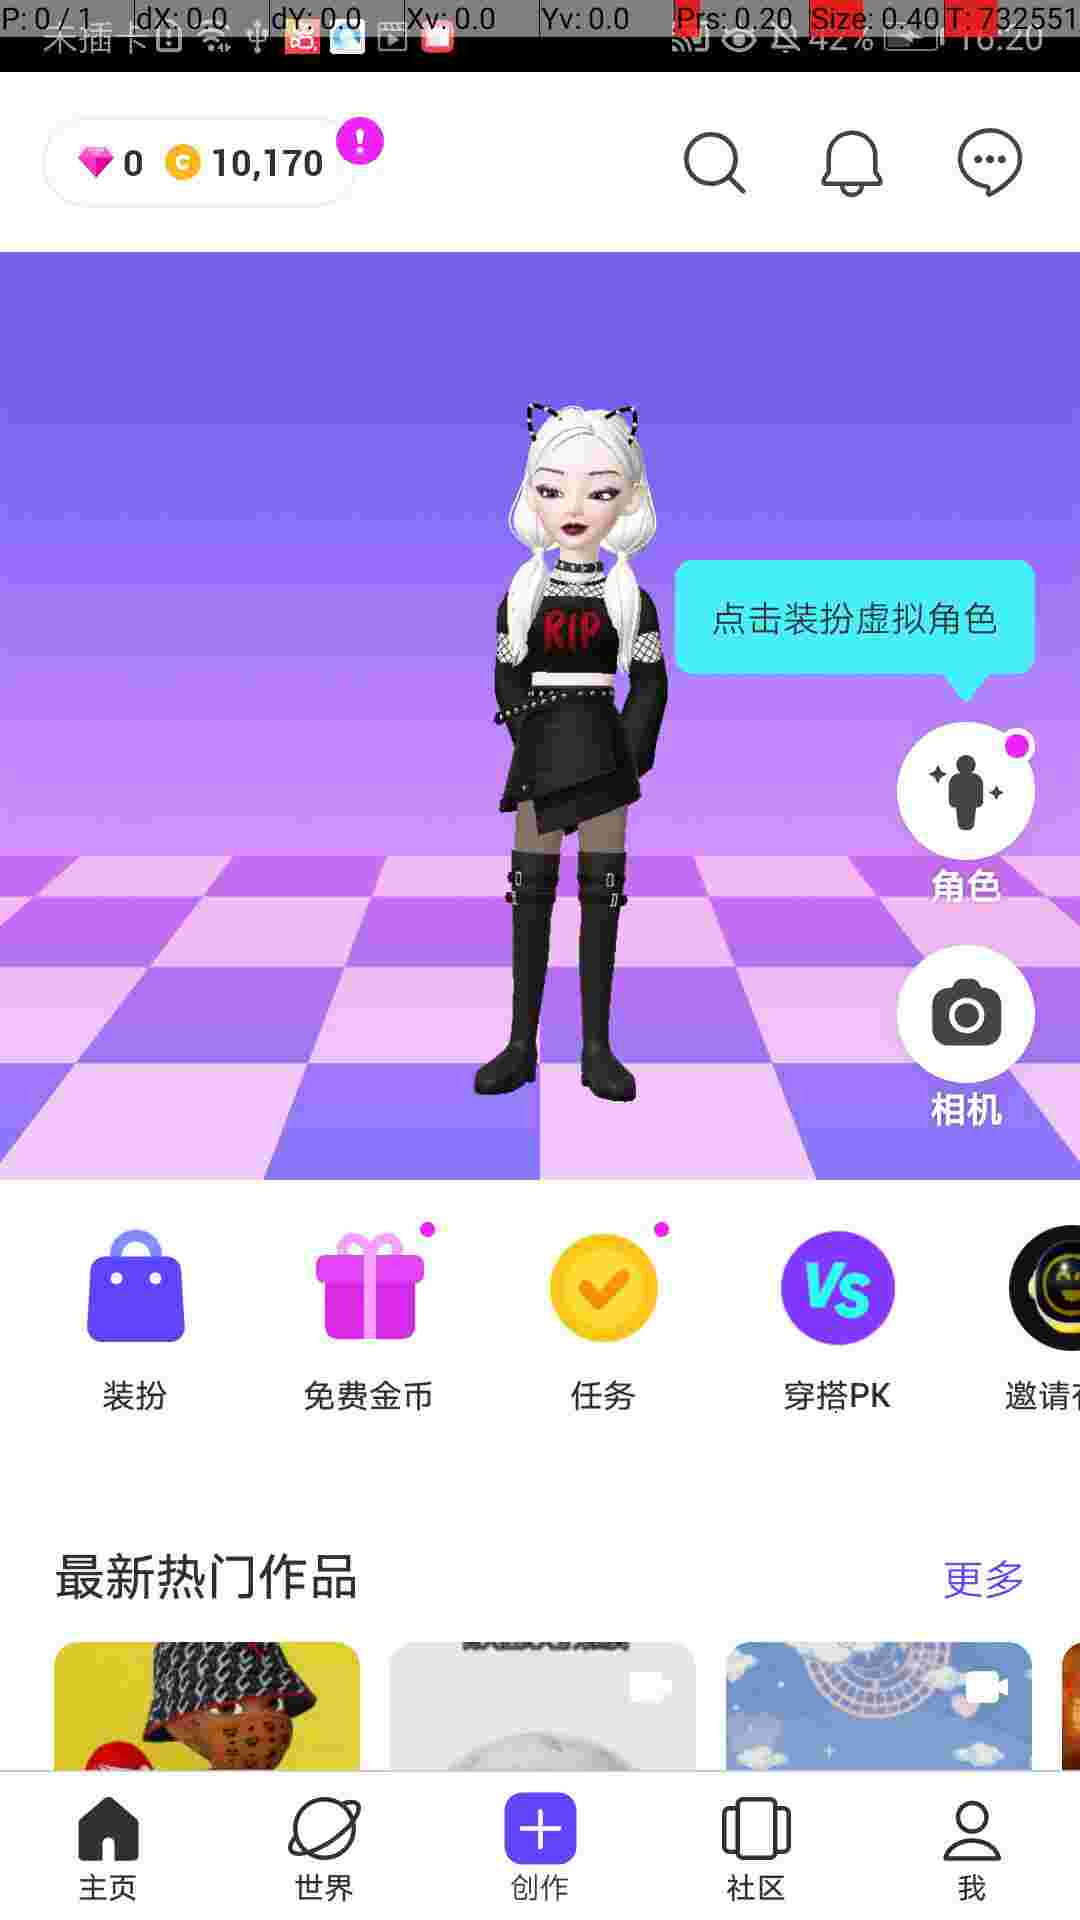 P: 0 / 1 dX: 0.0 dY: 0.0 Xv: 0.0 Yv: 0.0 Prs: 0.20 Size: 0.40 T: 732551
未插卡 42% 16:20
0 C 10,170 !
RIP
点击装扮虚拟角色
角色
相机
VS
装扮 免费金币 任务 穿搭PK 邀请
最新热门作品 更多
主页 世界 创作 社区 我